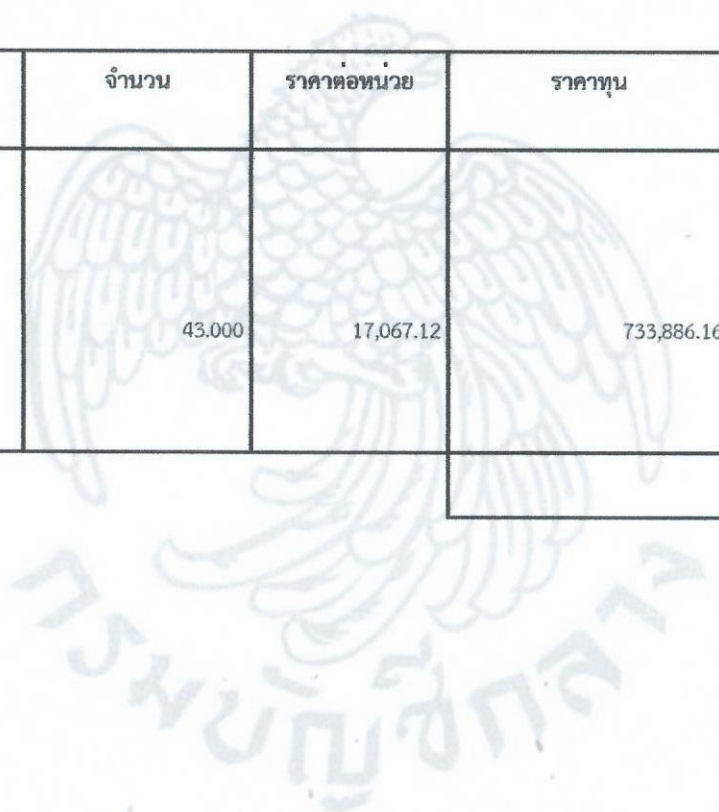 จำนวน ราคาต่อหน่วย ราคาทุน
43.000 17,067.12 733,886.16
กรมบัญชีกลาง